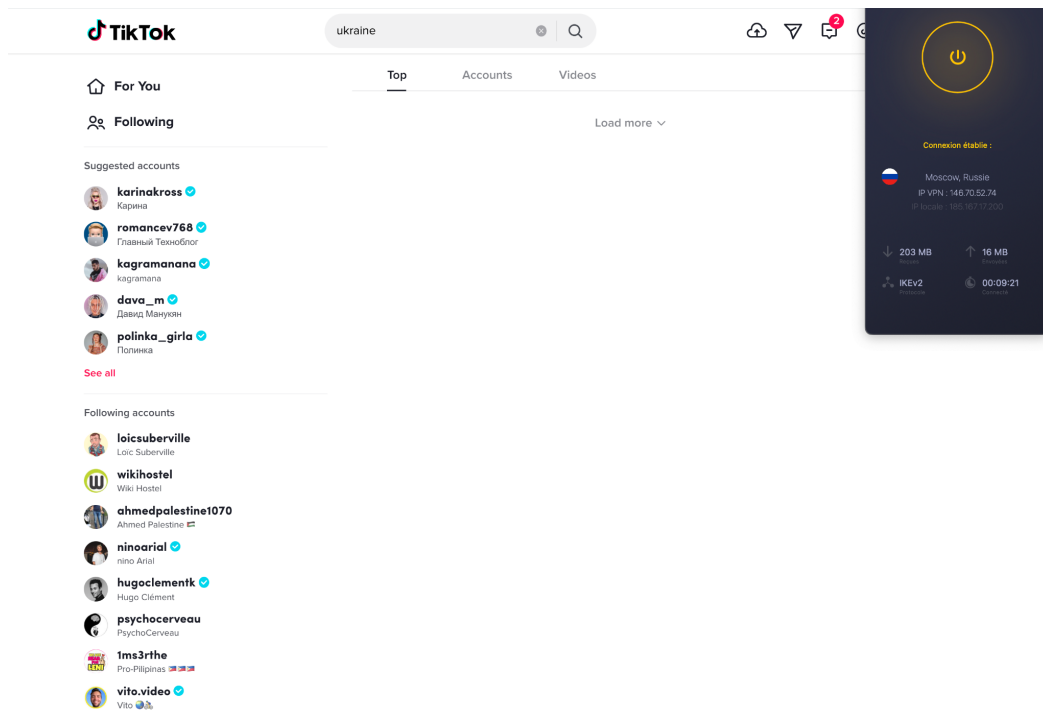 TikTok
ukraine
2
Top Accounts Videos
Load more
For You
Following
Suggested accounts
karinakross
Карина
romancev768
Главный Техноблог
kagramanana
kagramana
dava_m
Давид Манукян
polinka_girla
Полинка
See all
Following accounts
loicsuberville
Loïc Suberville
wikihostel
Wiki Hostel
ahmedpalestine1070
Ahmed Palestine
ninoarial
nino Arial
hugoclementk
Hugo Clément
psychocerveau
PsychoCerveau
1ms3rthe
Pro-Pilipinas
vito.video
Vito
Connexion établie :
Moscow, Russie
IP VPN : 146.70.52.74
IP locale : 185.167.17.200
203 MB 16 MB
IKEv2 00:09:21
Protocole Connecté